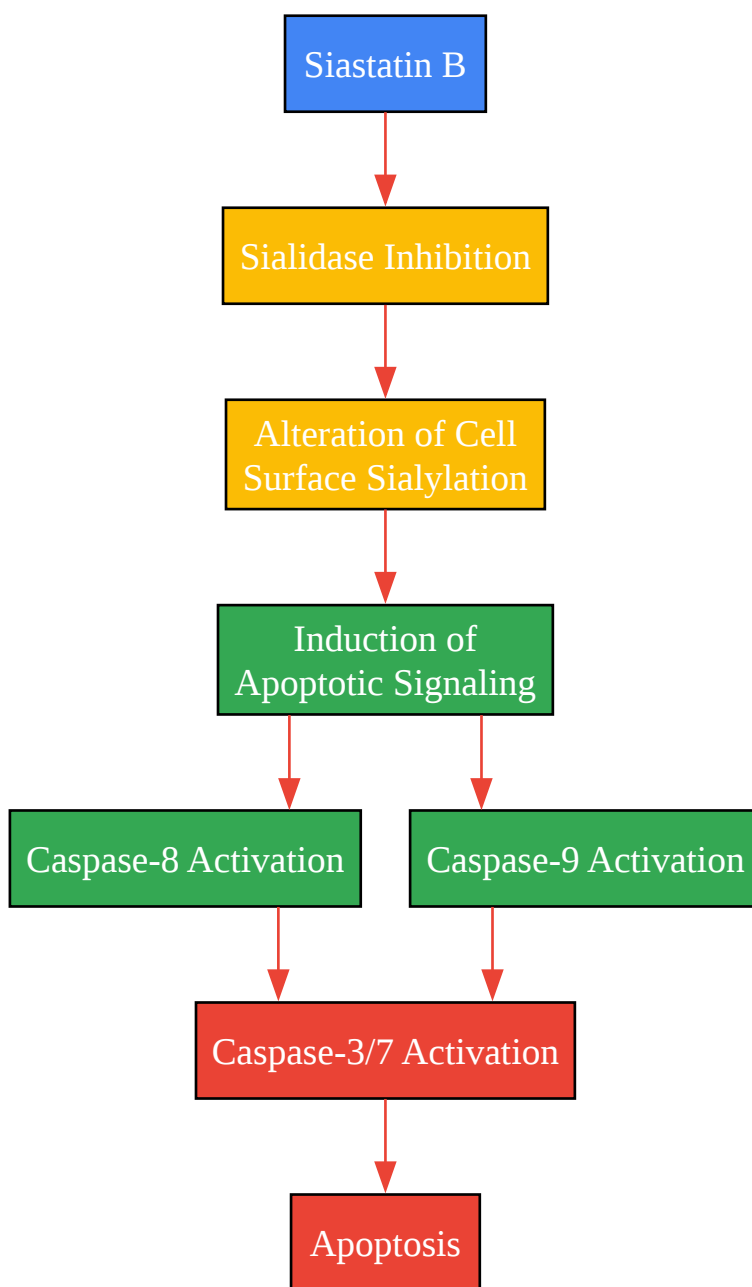 Siastatin B
Sialidase Inhibition
Alteration of Cell
Surface Sialylation
Induction of
Apoptotic Signaling
Caspase-8 Activation
Caspase-9 Activation
Caspase-3/7 Activation
Apoptosis